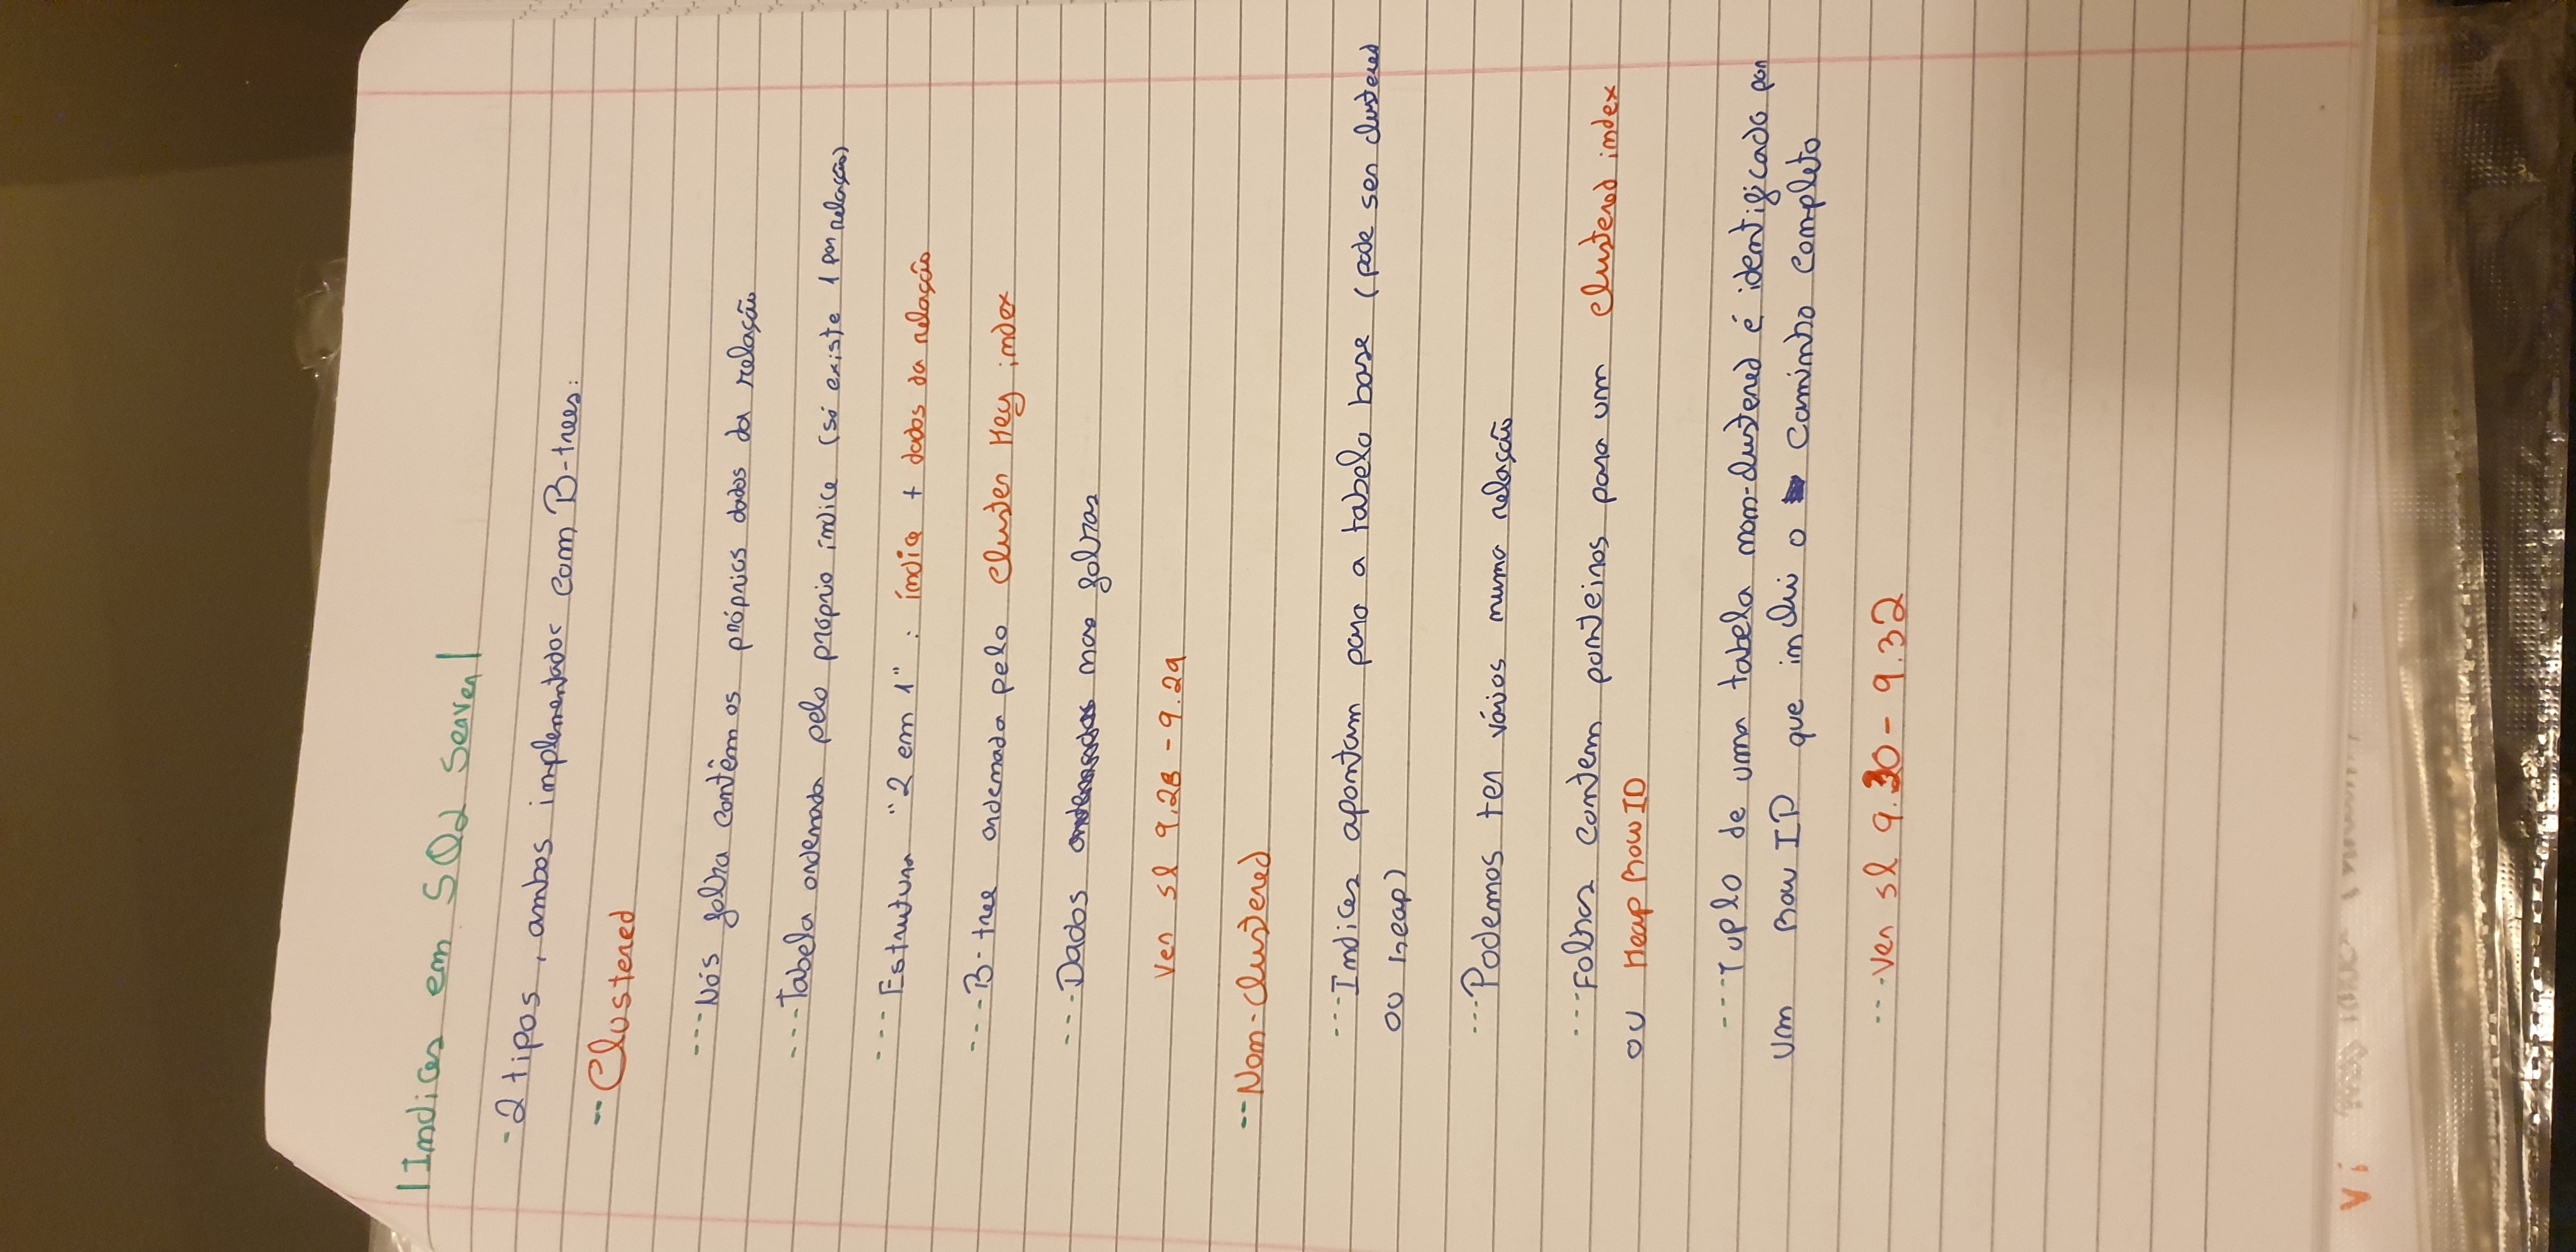 |Indices em SQL Server|
-2 tipos, ambos implementados com B-trees:
--Clustered
---Nós folha contêm os próprios dados da relação
---Tabela ordenada pelo próprio índice (só existe 1 por relação)
---Estrutura "2 em 1" : índice + dados da relação
---B-tree ordenada pelo Cluster Key index
---Dados ordenados nas folhas
Ver sl 9.28 - 9.29
--Non-Clustered
---Indices apontam para a tabela base (pode ser clustered
ou heap)
---Podemos ter vários numa relação
---Folhas contem ponteiros para um clustered index
ou Heap Row ID
---Tuplo de uma tabela non-clustered é identificado por
um Row ID que inclui o caminho completo
---Ver sl 9.30 - 9.32